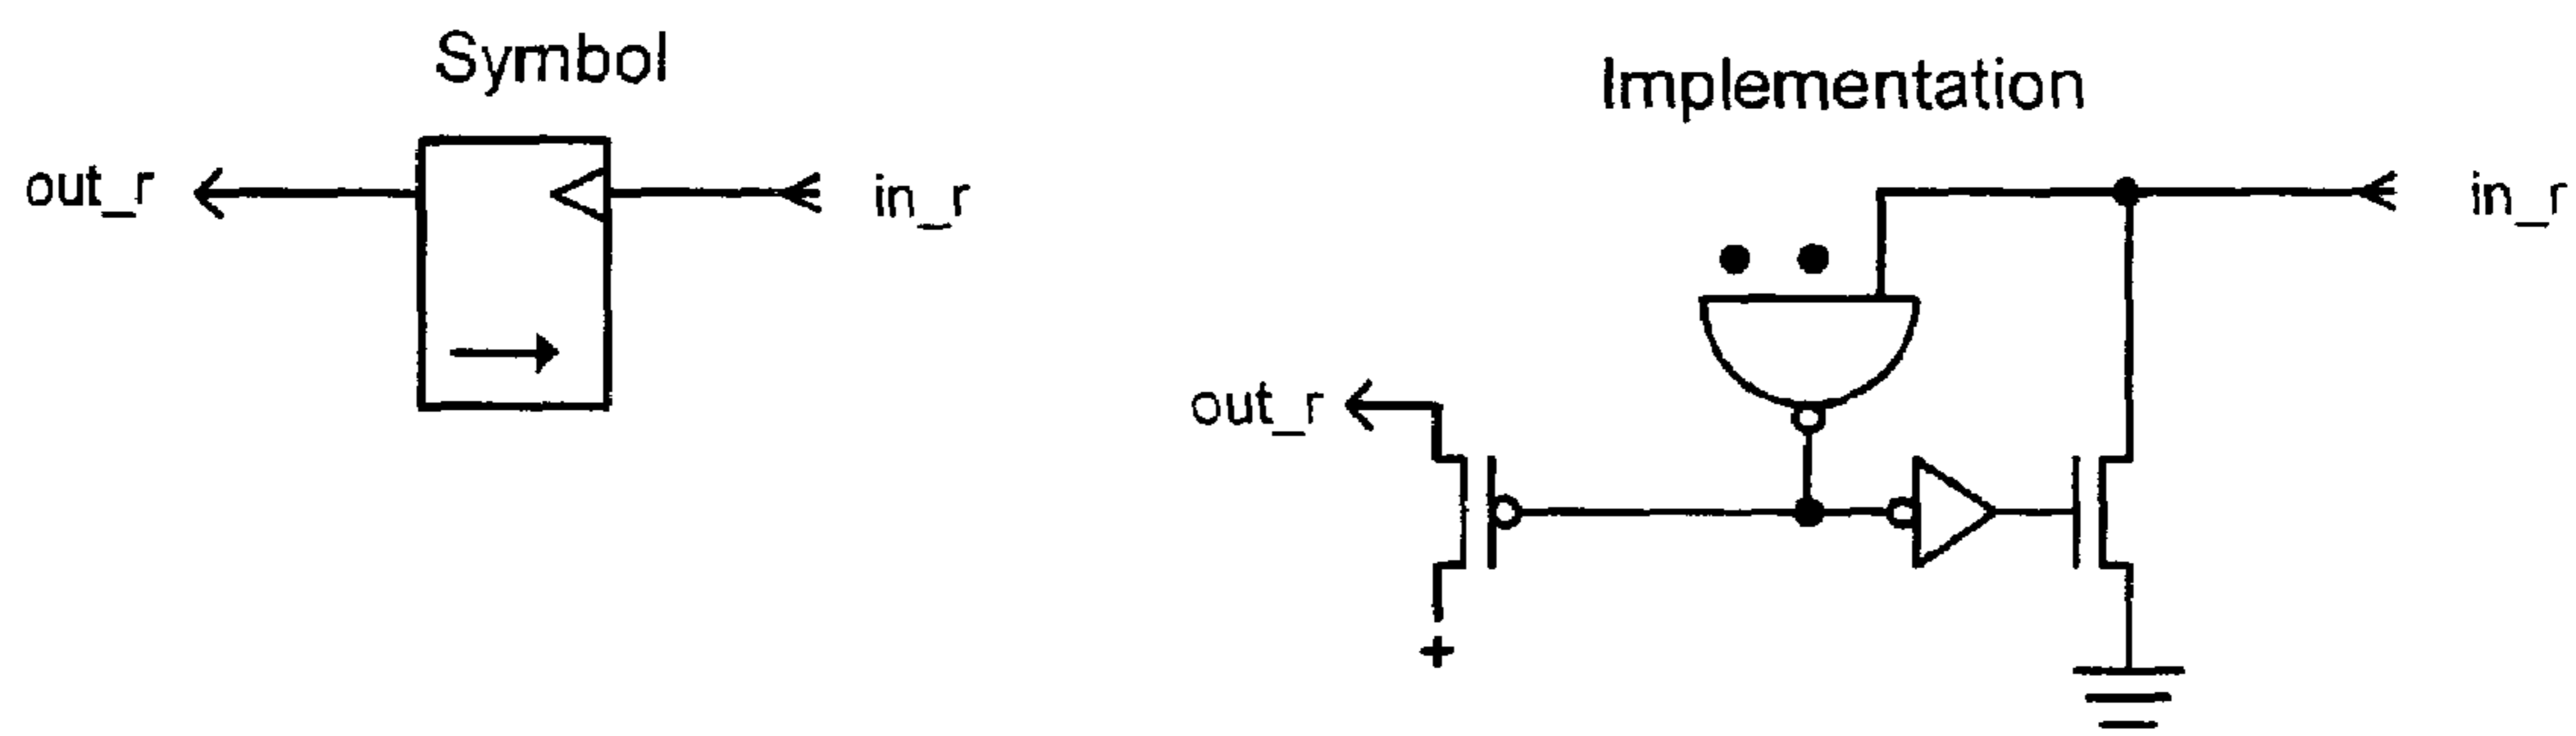 Symbol
out_r
in_r
Implementation
in_r
out_r
+